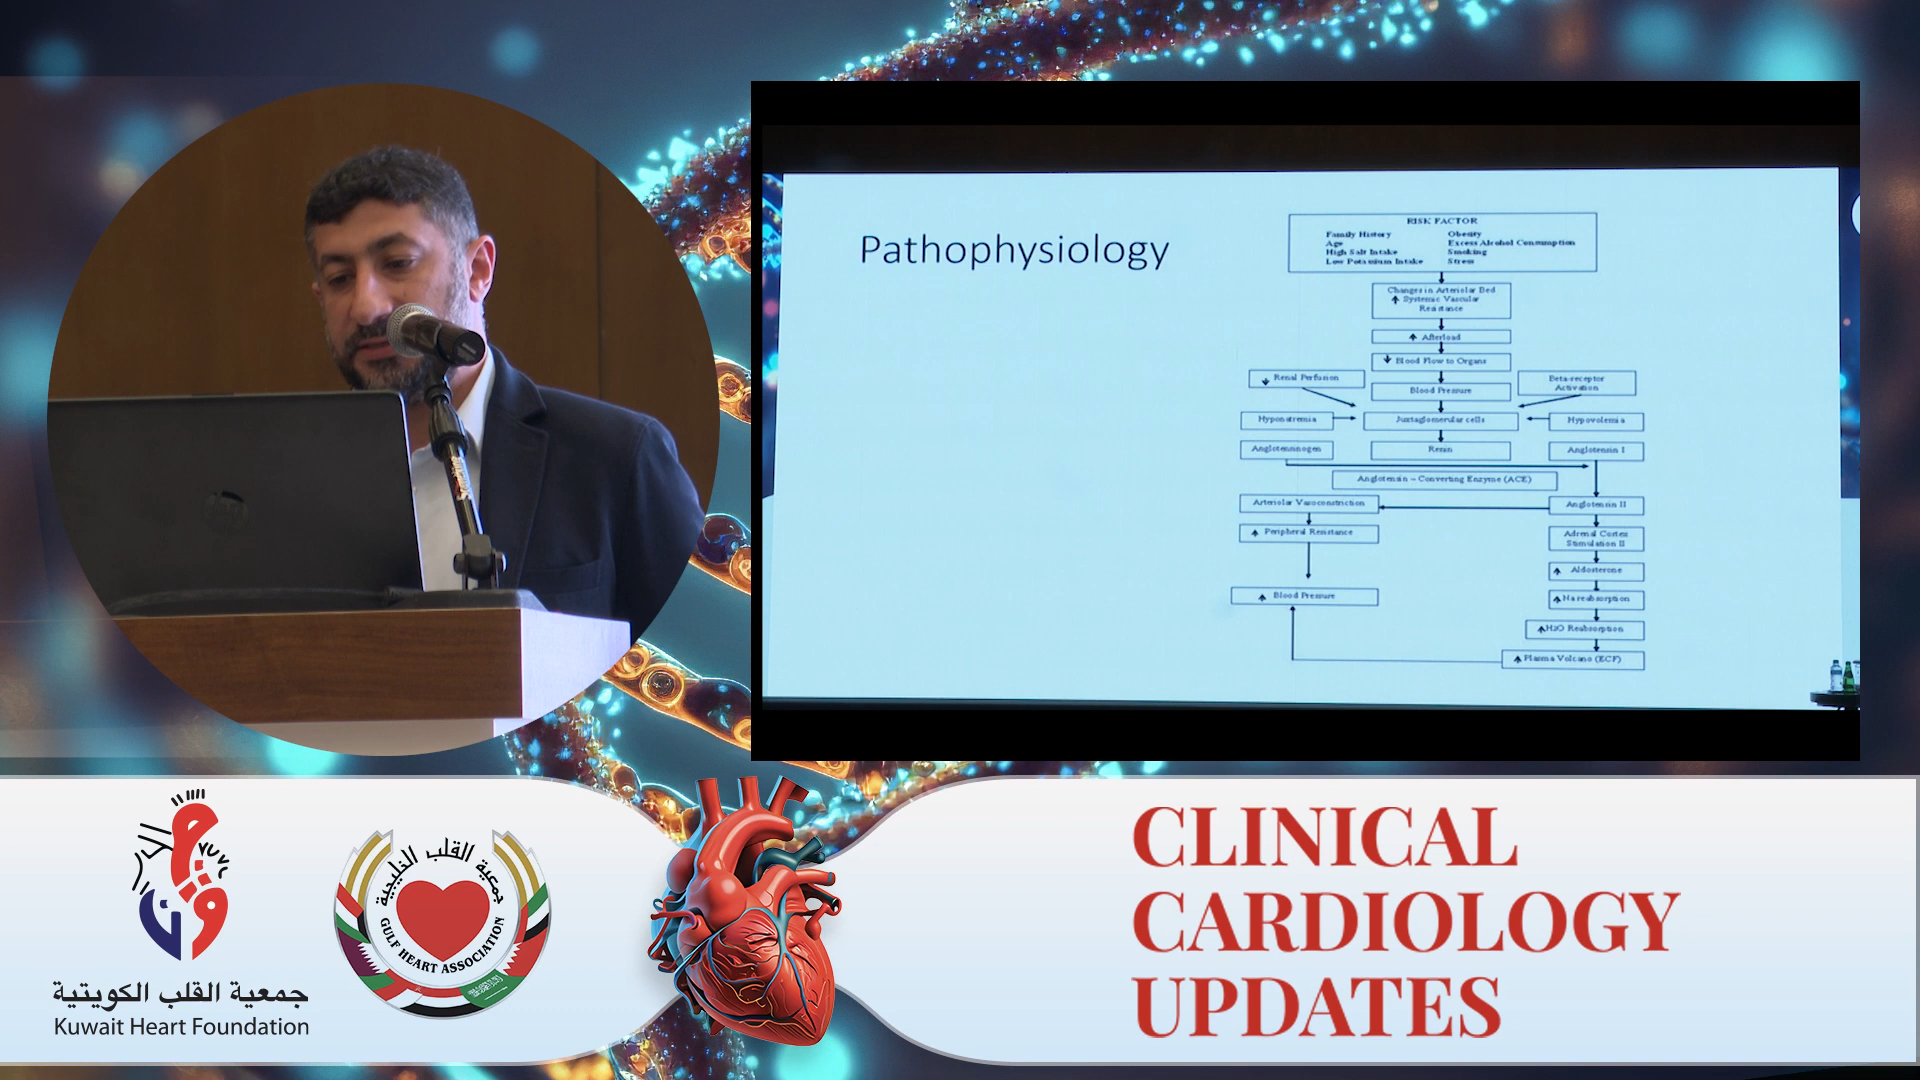 Pathophysiology
RISK FACTOR
Family History Obesity
Age Excess Alcohol Consumption
High Salt Intake Smoking
Low Potassium Intake Stress
Changes in Arteriolar Bed
Systemic Vascular
Resistance
Afterload
Blood Flow to Organs
Renal Perfusion
Blood Pressure
Beta-receptor
Activation
Hyponatremia
Juxtaglomerular cells
Hypovolemia
Renin
Angiotensin I
Angiotensin – Converting Enzyme (ACE)
Arteriolar Vasoconstriction
Angiotensin II
Peripheral Resistance
Adrenal Cortex
Stimulation II
Aldosterone
Blood Pressure
Na reabsorption
H2O Reabsorption
Plasma Volcano (ECF)
جمعية القلب الكويتية
Kuwait Heart Foundation
جمعية القلب الخليجية
GULF HEART ASSOCIATION
CLINICAL
CARDIOLOGY
UPDATES